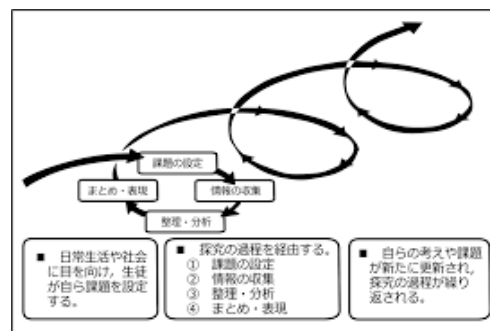 課題の設定
まとめ・表現
情報の収集
整理・分析
■ 日常生活や社会
に目を向け，生徒
が自ら課題を設定
する。
■ 探究の過程を経由する。
① 課題の設定
② 情報の収集
③ 整理・分析
④ まとめ・表現
■ 自らの考えや課題
が新たに更新され，
探究の過程が繰り
返される。